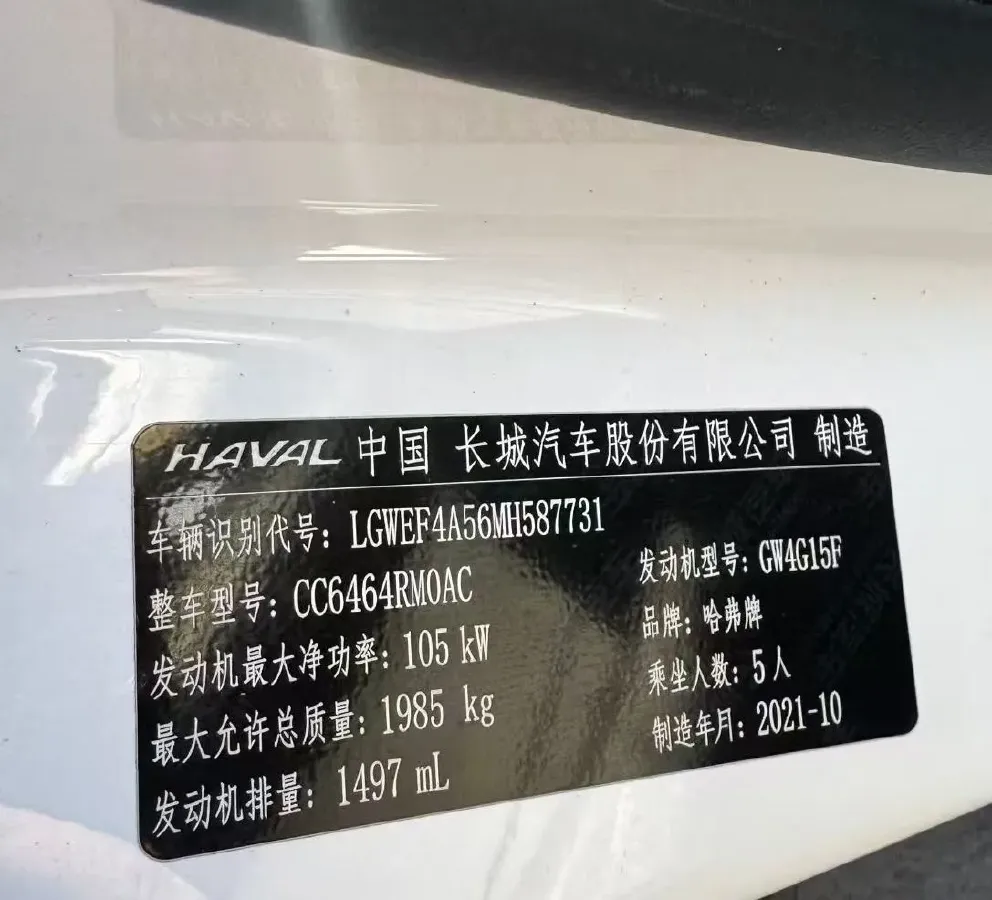 HAVAL 中国 长城汽车股份有限公司 制造
车辆识别代号：LGWEF4A56MH587731
整车型号：CC6464RM0AC 发动机型号：GW4G15F
发动机最大净功率：105 kW 品牌：哈弗牌
最大允许总质量：1985 kg 乘坐人数：5人
发动机排量：1497 mL 制造年月：2021-10